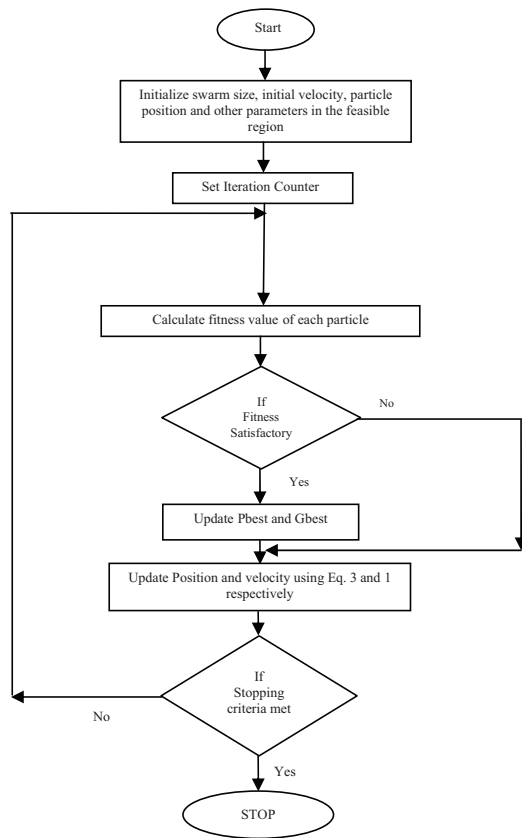 Start
Initialize swarm size, initial velocity, particle
position and other parameters in the feasible
region
Set Iteration Counter
Calculate fitness value of each particle
If
Fitness
Satisfactory
No
Yes
Update Pbest and Gbest
Update Position and velocity using Eq. 3 and 1
respectively
If
Stopping
criteria met
No
Yes
STOP